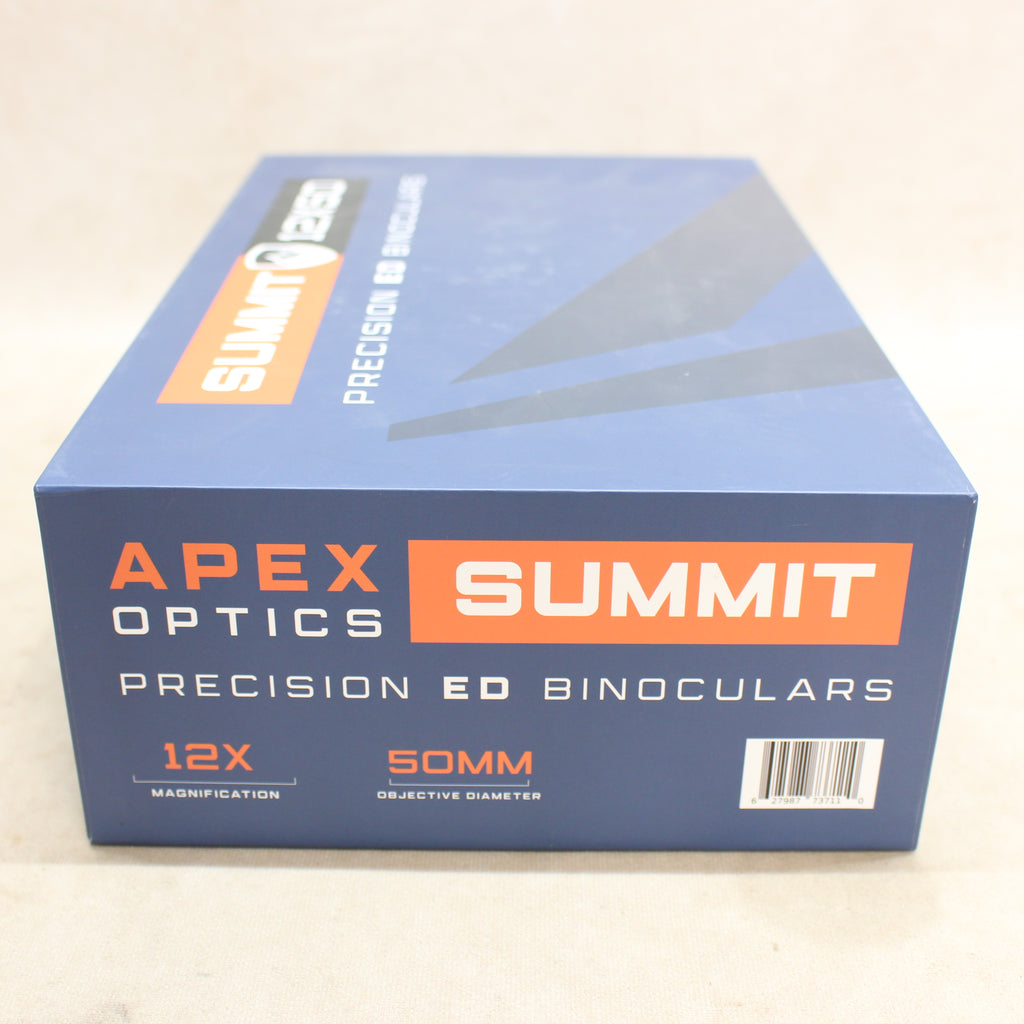 SUMMIT 12X50
PRECISION ED BINOCULARS
APEX
OPTICS
SUMMIT
PRECISION ED BINOCULARS
12X
MAGNIFICATION
50MM
OBJECTIVE DIAMETER
6 27987 73711 0